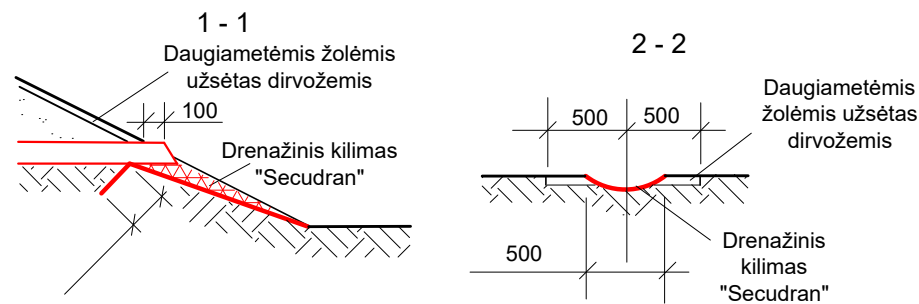 1 - 1
Daugiametėmis žolėmis
užsėtas dirvožemis
100
Drenažinis kilimas
"Secudran"
2 - 2
Daugiametėmis
žolėmis užsėtas
dirvožemis
500
500
500
Drenažinis
kilimas
"Secudran"